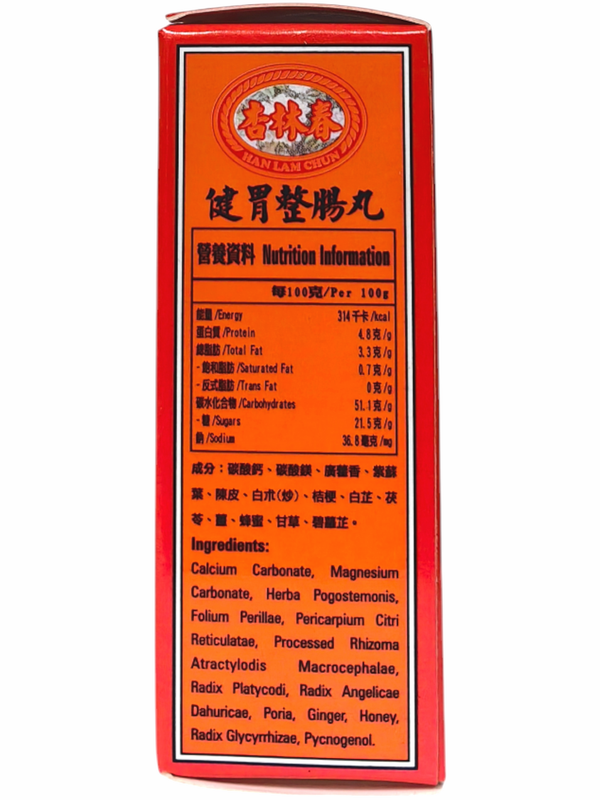 杏林春
HAN LAM CHUN
健胃整腸丸
營養資料 Nutrition Information
每100克/Per 100g
能量/Energy 314千卡/kcal
蛋白質/Protein 4.8克/g
總脂肪/Total Fat 3.3克/g
-飽和脂肪/Saturated Fat 0.7克/g
-反式脂肪/Trans Fat 0克/g
碳水化合物/Carbohydrates 51.1克/g
-糖/Sugars 21.5克/g
鈉/Sodium 36.8毫克/mg
成分：碳酸鈣、碳酸鎂、廣藿香、紫蘇
葉、陳皮、白朮(炒)、桔梗、白芷、茯
苓、薑、蜂蜜、甘草、碧蘿芷。
Ingredients:
Calcium Carbonate, Magnesium
Carbonate, Herba Pogostemonis,
Folium Perillae, Pericarpium Citri
Reticulatae, Processed Rhizoma
Atractylodis Macrocephalae,
Radix Platycodi, Radix Angelicae
Dahuricae, Poria, Ginger, Honey,
Radix Glycyrrhizae, Pycnogenol.